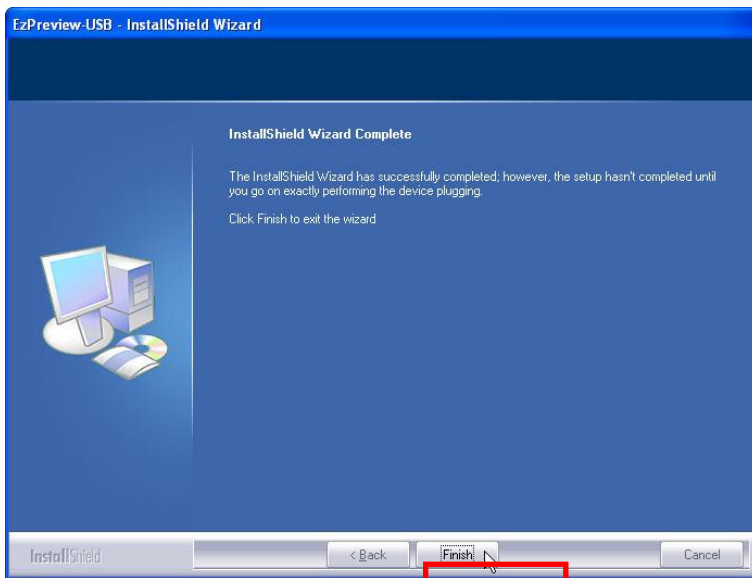 EzPreview-USB - InstallShield Wizard
InstallShield Wizard Complete
The InstallShield Wizard has successfully completed; however, the setup hasn't completed until
you go on exactly performing the device plugging.
Click Finish to exit the wizard
InstallShield
< Back Finish Cancel